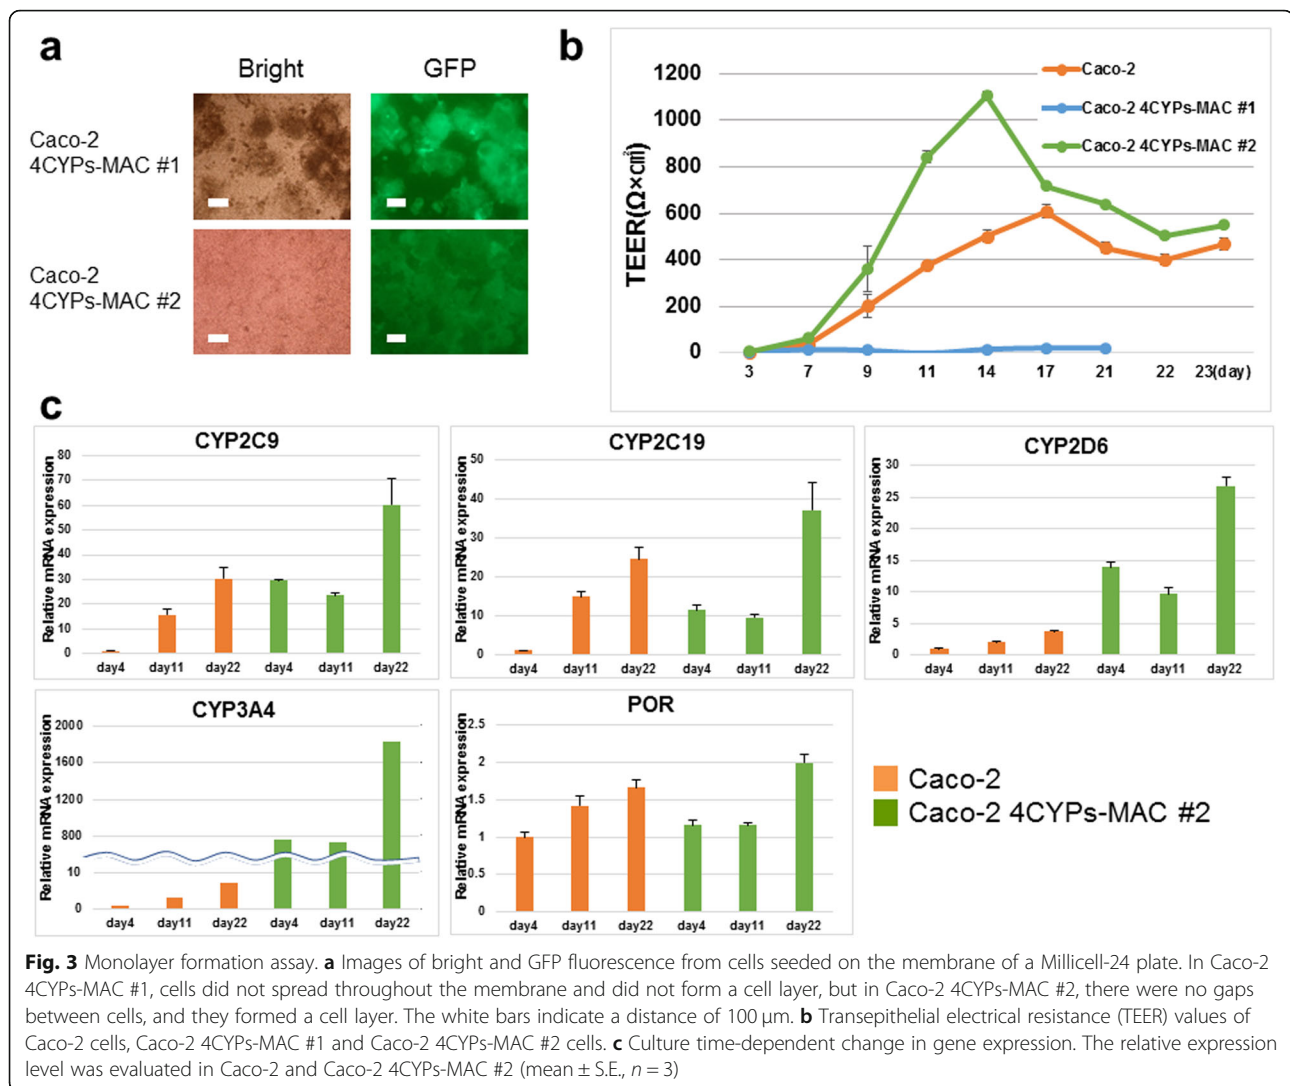 a
Bright GFP
Caco-2
4CYPs-MAC #1
Caco-2
4CYPs-MAC #2
b
TEER(Ω×㎠)
1200
1000
800
600
400
200
0
3 7 9 11 14 17 21 22 23(day)
Caco-2
Caco-2 4CYPs-MAC #1
Caco-2 4CYPs-MAC #2
c
CYP2C9
Relative mRNA expression
80
70
60
50
40
30
20
10
0
day4 day11 day22 day4 day11 day22
CYP2C19
Relative mRNA expression
50
40
30
20
10
0
day4 day11 day22 day4 day11 day22
CYP2D6
Relative mRNA expression
30
25
20
15
10
5
0
day4 day11 day22 day4 day11 day22
CYP3A4
Relative mRNA expression
2000
1600
1200
800
10
0
day4 day11 day22 day4 day11 day22
POR
Relative mRNA expression
2.5
2
1.5
1
0.5
0
day4 day11 day22 day4 day11 day22
Caco-2
Caco-2 4CYPs-MAC #2
Fig. 3 Monolayer formation assay. a Images of bright and GFP fluorescence from cells seeded on the membrane of a Millicell-24 plate. In Caco-2
4CYPs-MAC #1, cells did not spread throughout the membrane and did not form a cell layer, but in Caco-2 4CYPs-MAC #2, there were no gaps
between cells, and they formed a cell layer. The white bars indicate a distance of 100 μm. b Transepithelial electrical resistance (TEER) values of
Caco-2 cells, Caco-2 4CYPs-MAC #1 and Caco-2 4CYPs-MAC #2 cells. c Culture time-dependent change in gene expression. The relative expression
level was evaluated in Caco-2 and Caco-2 4CYPs-MAC #2 (mean ± S.E., n = 3)